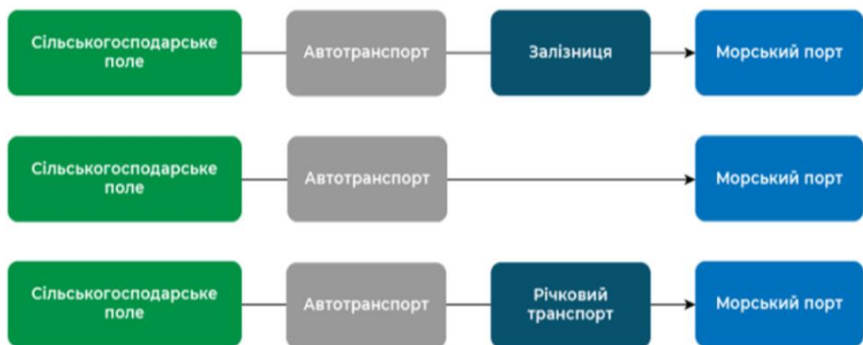 Сільськогосподарське
поле
Автотранспорт
Залізниця
Морський порт
Сільськогосподарське
поле
Автотранспорт
Морський порт
Сільськогосподарське
поле
Автотранспорт
Річковий
транспорт
Морський порт